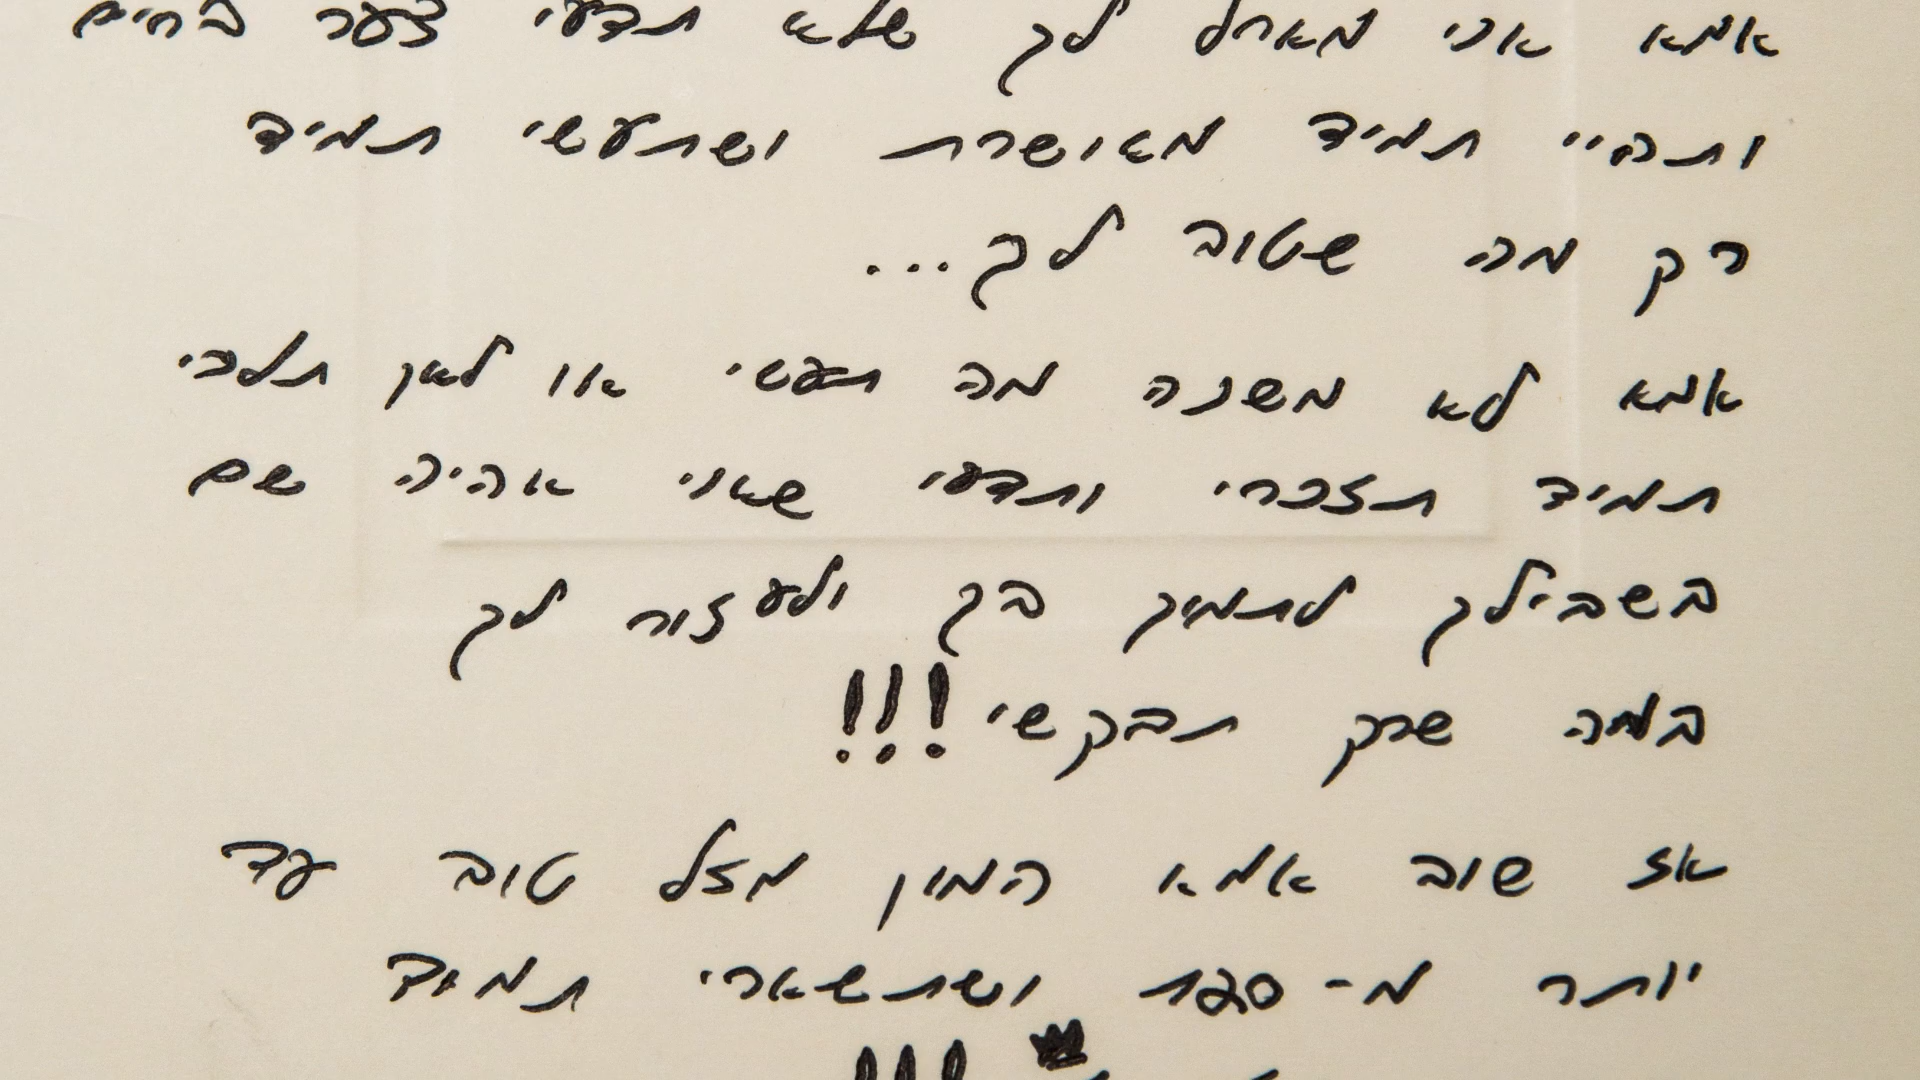 אמא אני מאחל לך שלא תדעי צער בחיים
ותהיי תמיד מאושרת ושתעשי תמיד
רק מה שטוב לך...
אמא לא משנה מה תעשי או לאן תלכי
תמיד תזכרי ותדעי שאני אהיה שם
בשבילך לתמיך בך ולעזור לך
במה שרק תבקשי!!!
אז שוב אמא המון מזל טוב עד
יותר מ-120 ושתשארי תמיד
!!!